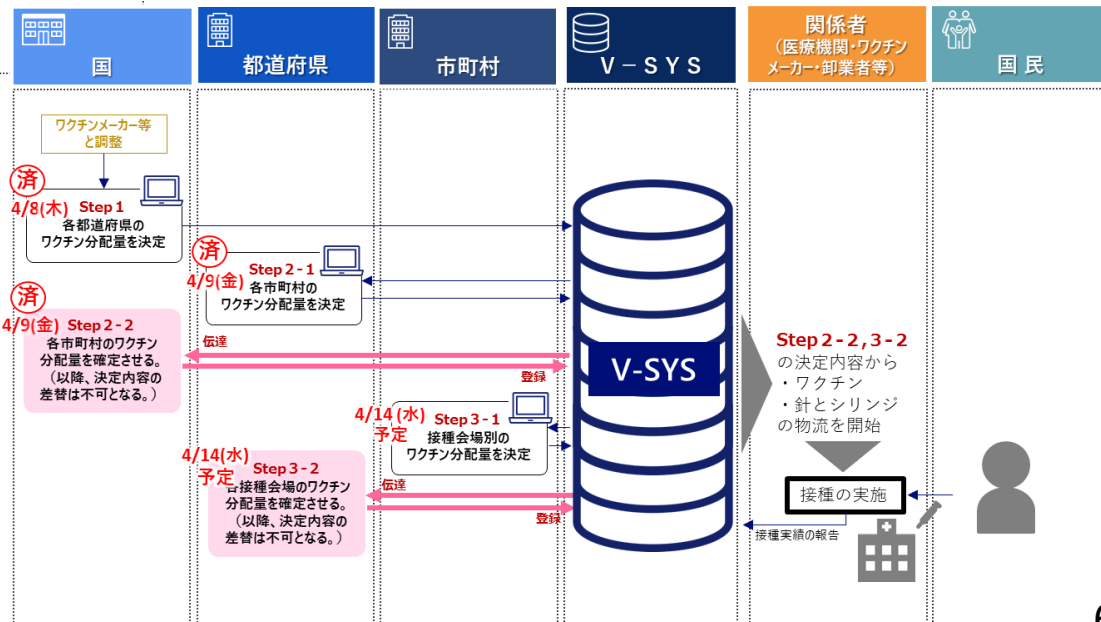 国
都道府県
市町村
V－SYS
関係者
（医療機関・ワクチン
メーカー・卸業者等）
国民
ワクチンメーカー等
と調整
済
4/8(木)
Step 1
各都道府県の
ワクチン分配量を決定
済
4/9(金)
Step 2-1
各市町村の
ワクチン分配量を決定
済
4/9(金)
Step 2-2
各市町村のワクチン
分配量を確定させる。
（以降、決定内容の
差替は不可となる。）
伝達
登録
V-SYS
Step 2-2, 3-2
の決定内容から
・ワクチン
・針とシリンジ
の物流を開始
4/14(水)
予定
Step 3-1
接種会場別の
ワクチン分配量を決定
4/14(水)
予定
Step 3-2
各接種会場のワクチン
分配量を確定させる。
（以降、決定内容の
差替は不可となる。）
伝達
登録
接種の実施
接種実績の報告